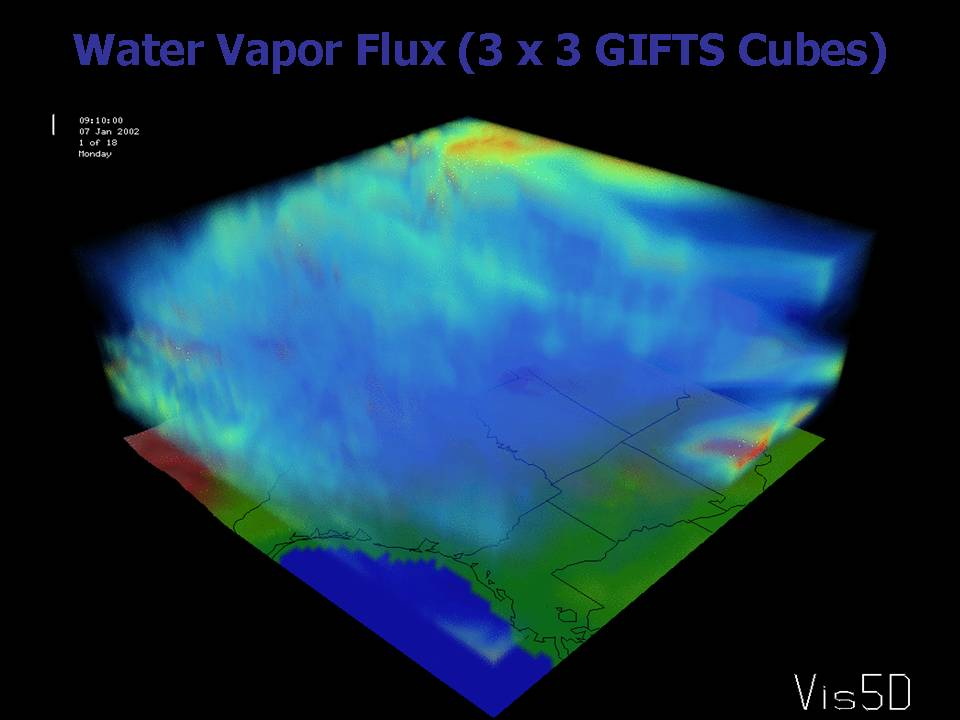 Water Vapor Flux (3 x 3 GIFTS Cubes)
09:10:00
07 Jan 2002
1 of 18
Monday
Vis5D